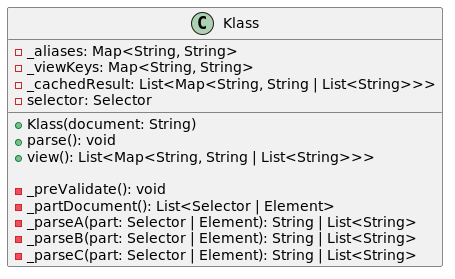 C Klass
_aliases: Map<String, String>
_viewKeys: Map<String, String>
_cachedResult: List<Map<String, String | List<String>>>
selector: Selector
Klass(document: String)
parse(): void
view(): List<Map<String, String | List<String>>>
_preValidate(): void
_partDocument(): List<Selector | Element>
_parseA(part: Selector | Element): String | List<String>
_parseB(part: Selector | Element): String | List<String>
_parseC(part: Selector | Element): String | List<String>